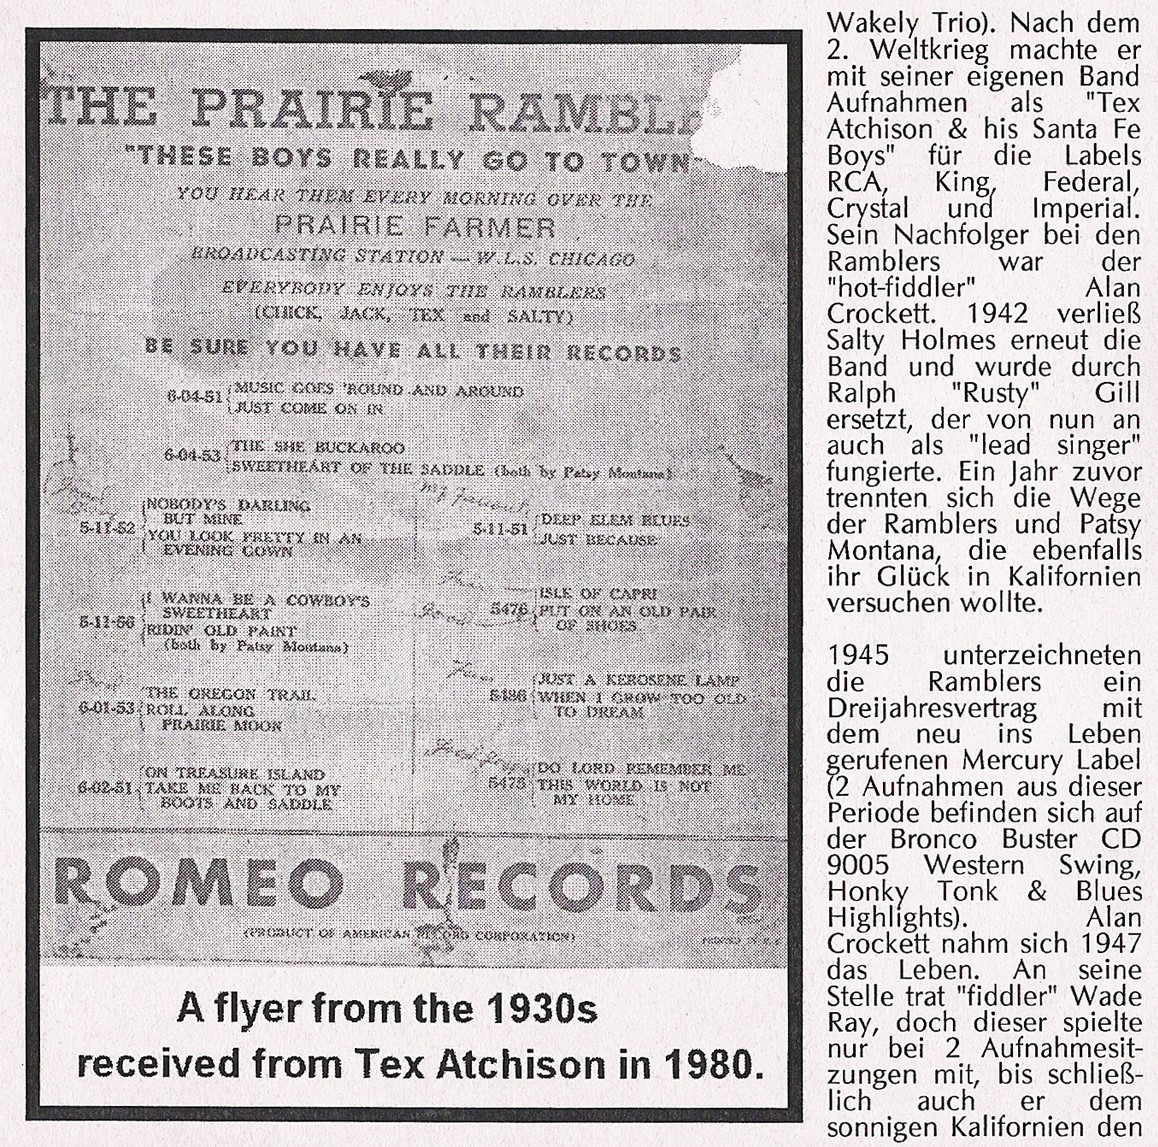 THE PRAIRIE RAMBLE
"THESE BOYS REALLY GO TO TOWN"
YOU HEAR THEM EVERY MORNING OVER THE
PRAIRIE FARMER
BROADCASTING STATION — W.L.S. CHICAGO
EVERYBODY ENJOYS THE RAMBLERS
(CHICK, JACK, TEX and SALTY)
BE SURE YOU HAVE ALL THEIR RECORDS
6-04-51 MUSIC GOES 'ROUND AND AROUND
JUST COME ON IN
6-04-53 THE SHE BUCKAROO
SWEETHEART OF THE SADDLE (both by Patsy Montana)
5-11-52 NOBODY'S DARLING
BUT MINE
YOU LOOK PRETTY IN AN
EVENING GOWN
5-11-56 I WANNA BE A COWBOY'S
SWEETHEART
RIDIN' OLD PAINT
(both by Patsy Montana)
6-01-53 THE OREGON TRAIL
ROLL ALONG
PRAIRIE MOON
6-02-51 ON TREASURE ISLAND
TAKE ME BACK TO MY
BOOTS AND SADDLE
my favorit
5-11-51 DEEP ELEM BLUES
JUST BECAUSE
5476 ISLE OF CAPRI
PUT ON AN OLD PAIR
OF SHOES
5486 JUST A KEROSENE LAMP
WHEN I GROW TOO OLD
TO DREAM
5475 DO LORD REMEMBER ME
THIS WORLD IS NOT
MY HOME
ROMEO RECORDS
(PRODUCT OF AMERICAN RECORD CORPORATION)
PRINTED IN
A flyer from the 1930s
received from Tex Atchison in 1980.
Wakely Trio). Nach dem
2. Weltkrieg machte er
mit seiner eigenen Band
Aufnahmen als "Tex
Atchison & his Santa Fe
Boys" für die Labels
RCA, King, Federal,
Crystal und Imperial.
Sein Nachfolger bei den
Ramblers war der
"hot-fiddler" Alan
Crockett. 1942 verließ
Salty Holmes erneut die
Band und wurde durch
Ralph "Rusty" Gill
ersetzt, der von nun an
auch als "lead singer"
fungierte. Ein Jahr zuvor
trennten sich die Wege
der Ramblers und Patsy
Montana, die ebenfalls
ihr Glück in Kalifornien
versuchen wollte.
1945 unterzeichneten
die Ramblers ein
Dreijahresvertrag mit
dem neu ins Leben
gerufenen Mercury Label
(2 Aufnahmen aus dieser
Periode befinden sich auf
der Bronco Buster CD
9005 Western Swing,
Honky Tonk & Blues
Highlights). Alan
Crockett nahm sich 1947
das Leben. An seine
Stelle trat "fiddler" Wade
Ray, doch dieser spielte
nur bei 2 Aufnahmesit-
zungen mit, bis schließ-
lich auch er dem
sonnigen Kalifornien den